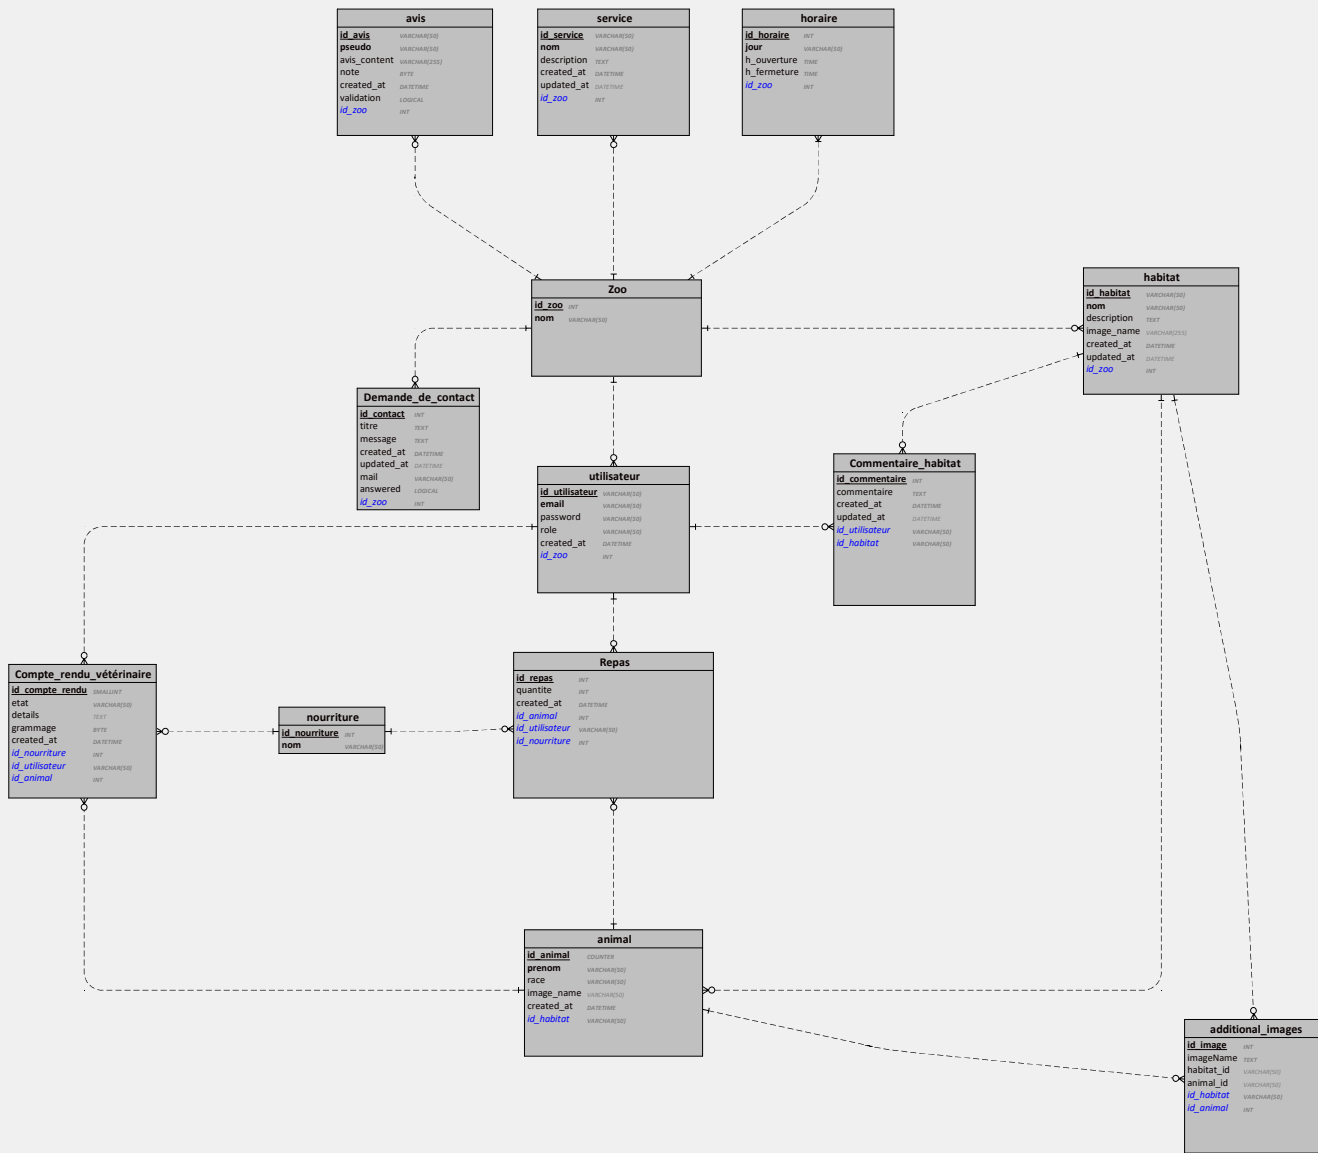 avis
id_avis VARCHAR(50)
pseudo VARCHAR(50)
avis_content VARCHAR(255)
note BYTE
created_at DATETIME
validation LOGICAL
id_zoo INT
service
id_service VARCHAR(50)
nom VARCHAR(50)
description TEXT
created_at DATETIME
updated_at DATETIME
id_zoo INT
horaire
id_horaire INT
jour VARCHAR(50)
h_ouverture TIME
h_fermeture TIME
id_zoo INT
Zoo
id_zoo INT
nom VARCHAR(50)
habitat
id_habitat VARCHAR(50)
nom VARCHAR(50)
description TEXT
image_name VARCHAR(255)
created_at DATETIME
updated_at DATETIME
id_zoo INT
Demande_de_contact
id_contact INT
titre TEXT
message TEXT
created_at DATETIME
updated_at DATETIME
mail VARCHAR(50)
answered LOGICAL
id_zoo INT
utilisateur
id_utilisateur VARCHAR(50)
email VARCHAR(50)
password VARCHAR(50)
role VARCHAR(50)
created_at DATETIME
id_zoo INT
Commentaire_habitat
id_commentaire INT
commentaire TEXT
created_at DATETIME
updated_at DATETIME
id_utilisateur VARCHAR(50)
id_habitat VARCHAR(50)
Compte_rendu_vétérinaire
id_compte_rendu SMALLINT
etat VARCHAR(50)
details TEXT
grammage BYTE
created_at DATETIME
id_nourriture INT
id_utilisateur VARCHAR(50)
id_animal INT
nourriture
id_nourriture INT
nom VARCHAR(50)
Repas
id_repas INT
quantite INT
created_at DATETIME
id_animal INT
id_utilisateur VARCHAR(50)
id_nourriture INT
animal
id_animal COUNTER
prenom VARCHAR(50)
race VARCHAR(50)
image_name VARCHAR(50)
created_at DATETIME
id_habitat VARCHAR(50)
additional_images
id_image INT
imageName TEXT
habitat_id VARCHAR(50)
animal_id VARCHAR(50)
id_habitat VARCHAR(50)
id_animal INT